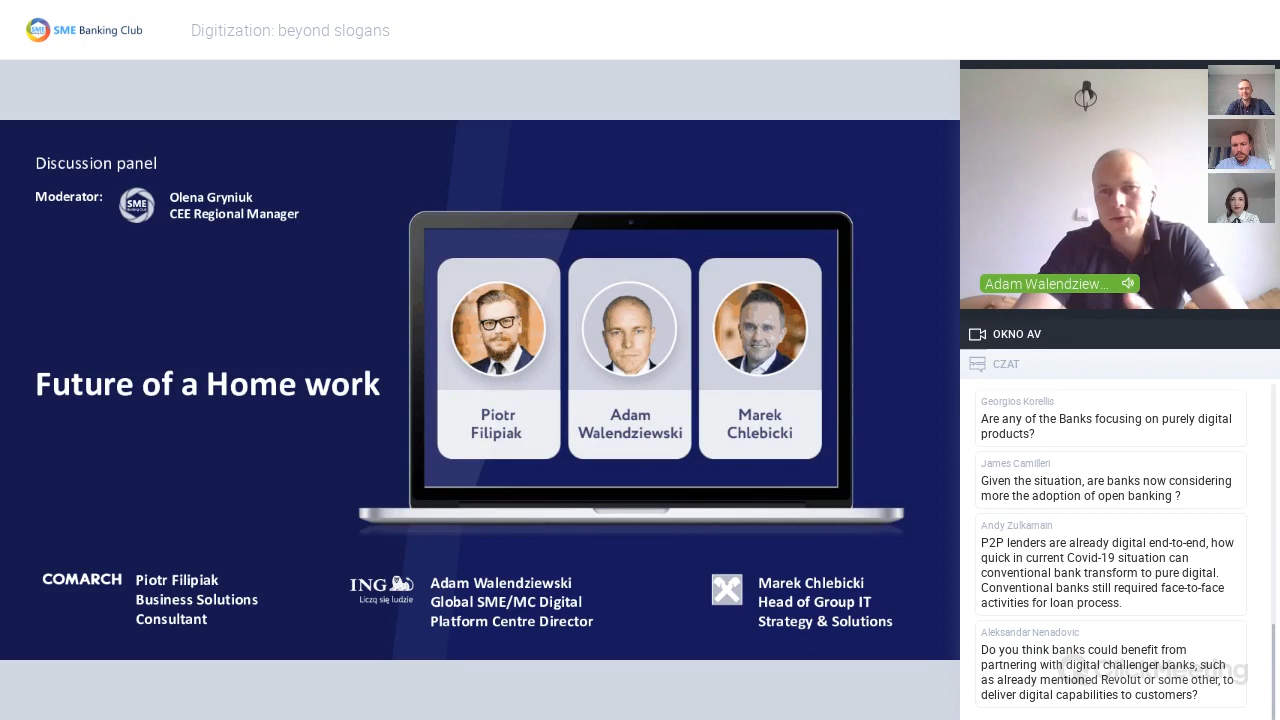 SME
SME Banking Club
Digitization: beyond slogans
Discussion panel
Moderator:
SME
Banking Club
Olena Gryniuk
CEE Regional Manager
Future of a Home work
Piotr
Filipiak
Adam
Walendziewski
Marek
Chlebicki
COMARCH
Piotr Filipiak
Business Solutions
Consultant
ING
Liczą się ludzie
Adam Walendziewski
Global SME/MC Digital
Platform Centre Director
Marek Chlebicki
Head of Group IT
Strategy & Solutions
Adam Walendziew...
OKNO AV
CZAT
Georgios Korellis
Are any of the Banks focusing on purely digital
products?
James Camilleri
Given the situation, are banks now considering
more the adoption of open banking ?
Andy Zulkarnain
P2P lenders are already digital end-to-end, how
quick in current Covid-19 situation can
conventional bank transform to pure digital.
Conventional banks still required face-to-face
activities for loan process.
Aleksandar Nenadovic
Do you think banks could benefit from
partnering with digital challenger banks, such
as already mentioned Revolut or some other, to
deliver digital capabilities to customers?